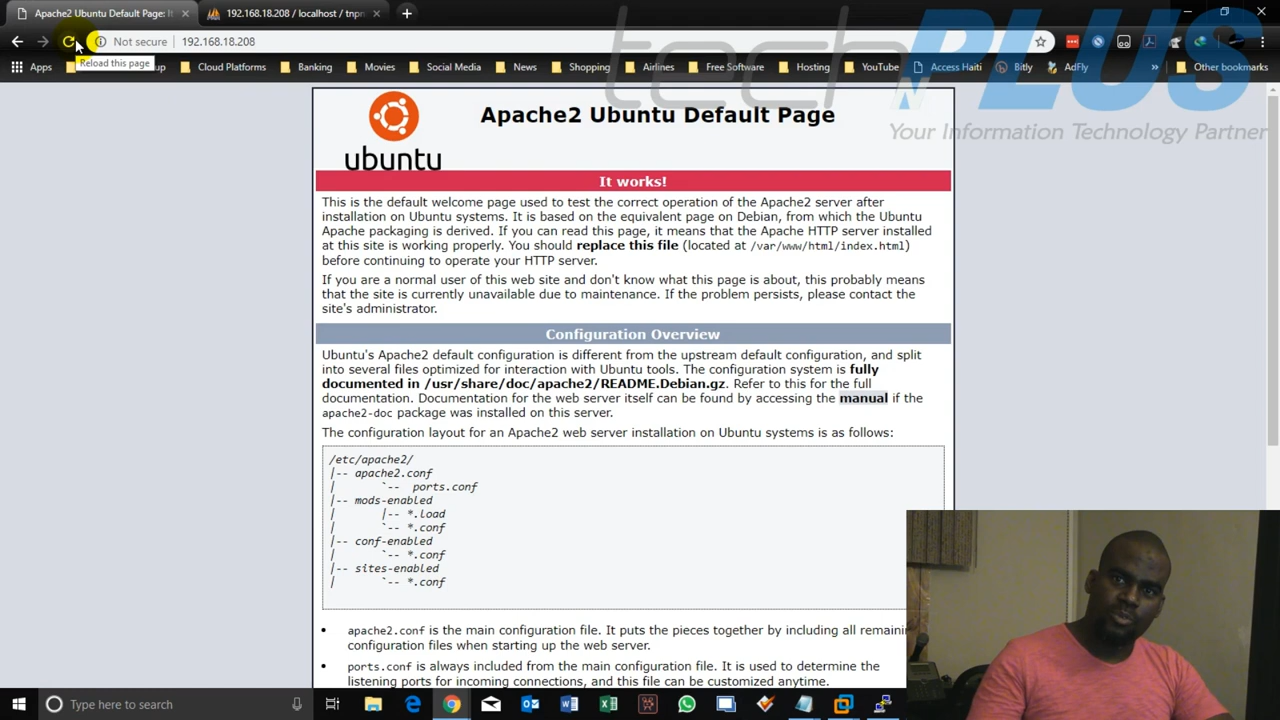 Apache2 Ubuntu Default Page: It
192.168.18.208 / localhost / tnpn
Not secure
192.168.18.208
Reload this page
Apps
up
Cloud Platforms
Banking
Movies
Social Media
News
Shopping
Airlines
Free Software
Hosting
YouTube
Access Haiti
Bitly
AdFly
»
Other bookmarks
tech N PLUS
Your Information Technology Partner
ubuntu
Apache2 Ubuntu Default Page
It works!
This is the default welcome page used to test the correct operation of the Apache2 server after
installation on Ubuntu systems. It is based on the equivalent page on Debian, from which the Ubuntu
Apache packaging is derived. If you can read this page, it means that the Apache HTTP server installed
at this site is working properly. You should replace this file (located at /var/www/html/index.html)
before continuing to operate your HTTP server.
If you are a normal user of this web site and don't know what this page is about, this probably means
that the site is currently unavailable due to maintenance. If the problem persists, please contact the
site's administrator.
Configuration Overview
Ubuntu's Apache2 default configuration is different from the upstream default configuration, and split
into several files optimized for interaction with Ubuntu tools. The configuration system is fully
documented in /usr/share/doc/apache2/README.Debian.gz. Refer to this for the full
documentation. Documentation for the web server itself can be found by accessing the manual if the
apache2-doc package was installed on this server.
The configuration layout for an Apache2 web server installation on Ubuntu systems is as follows:
/etc/apache2/
|-- apache2.conf
|       `--  ports.conf
|-- mods-enabled
|       |-- *.load
|       `-- *.conf
|-- conf-enabled
|       `-- *.conf
|-- sites-enabled
|       `-- *.conf
• apache2.conf is the main configuration file. It puts the pieces together by including all remainin
configuration files when starting up the web server.
• ports.conf is always included from the main configuration file. It is used to determine the
listening ports for incoming connections, and this file can be customized anytime.
Type here to search